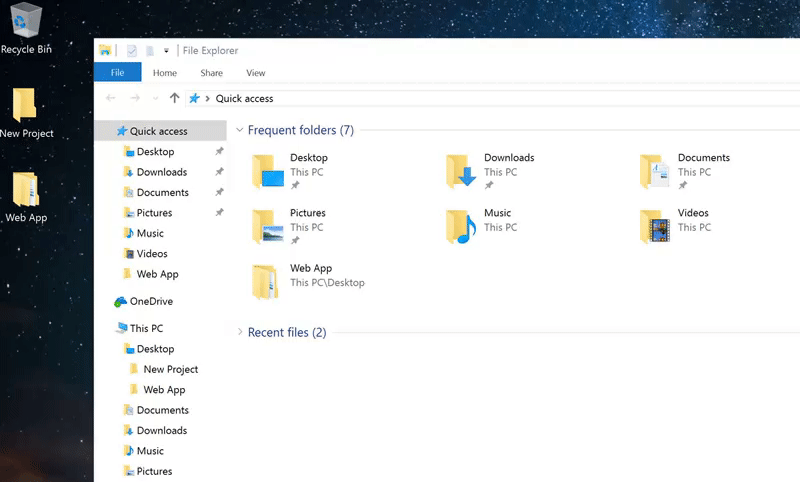 Recycle Bin
New Project
Web App
File Explorer
File
Home
Share
View
Quick access
Quick access
Desktop
Downloads
Documents
Pictures
Music
Videos
Web App
OneDrive
This PC
Desktop
New Project
Web App
Documents
Downloads
Music
Pictures
Frequent folders (7)
Desktop
This PC
Downloads
This PC
Documents
This PC
Pictures
This PC
Music
This PC
Videos
This PC
Web App
This PC\Desktop
Recent files (2)